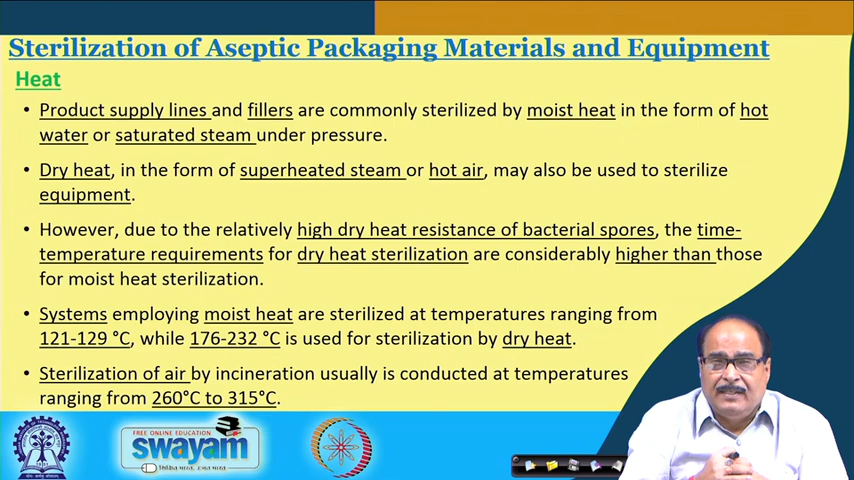 Sterilization of Aseptic Packaging Materials and Equipment
Heat
• Product supply lines and fillers are commonly sterilized by moist heat in the form of hot
water or saturated steam under pressure.
• Dry heat, in the form of superheated steam or hot air, may also be used to sterilize
equipment.
• However, due to the relatively high dry heat resistance of bacterial spores, the time-
temperature requirements for dry heat sterilization are considerably higher than those
for moist heat sterilization.
• Systems employing moist heat are sterilized at temperatures ranging from
121-129 °C, while 176-232 °C is used for sterilization by dry heat.
• Sterilization of air by incineration usually is conducted at temperatures
ranging from 260°C to 315°C.
FREE ONLINE EDUCATION
swayam
शिक्षित भारत, उन्नत भारत